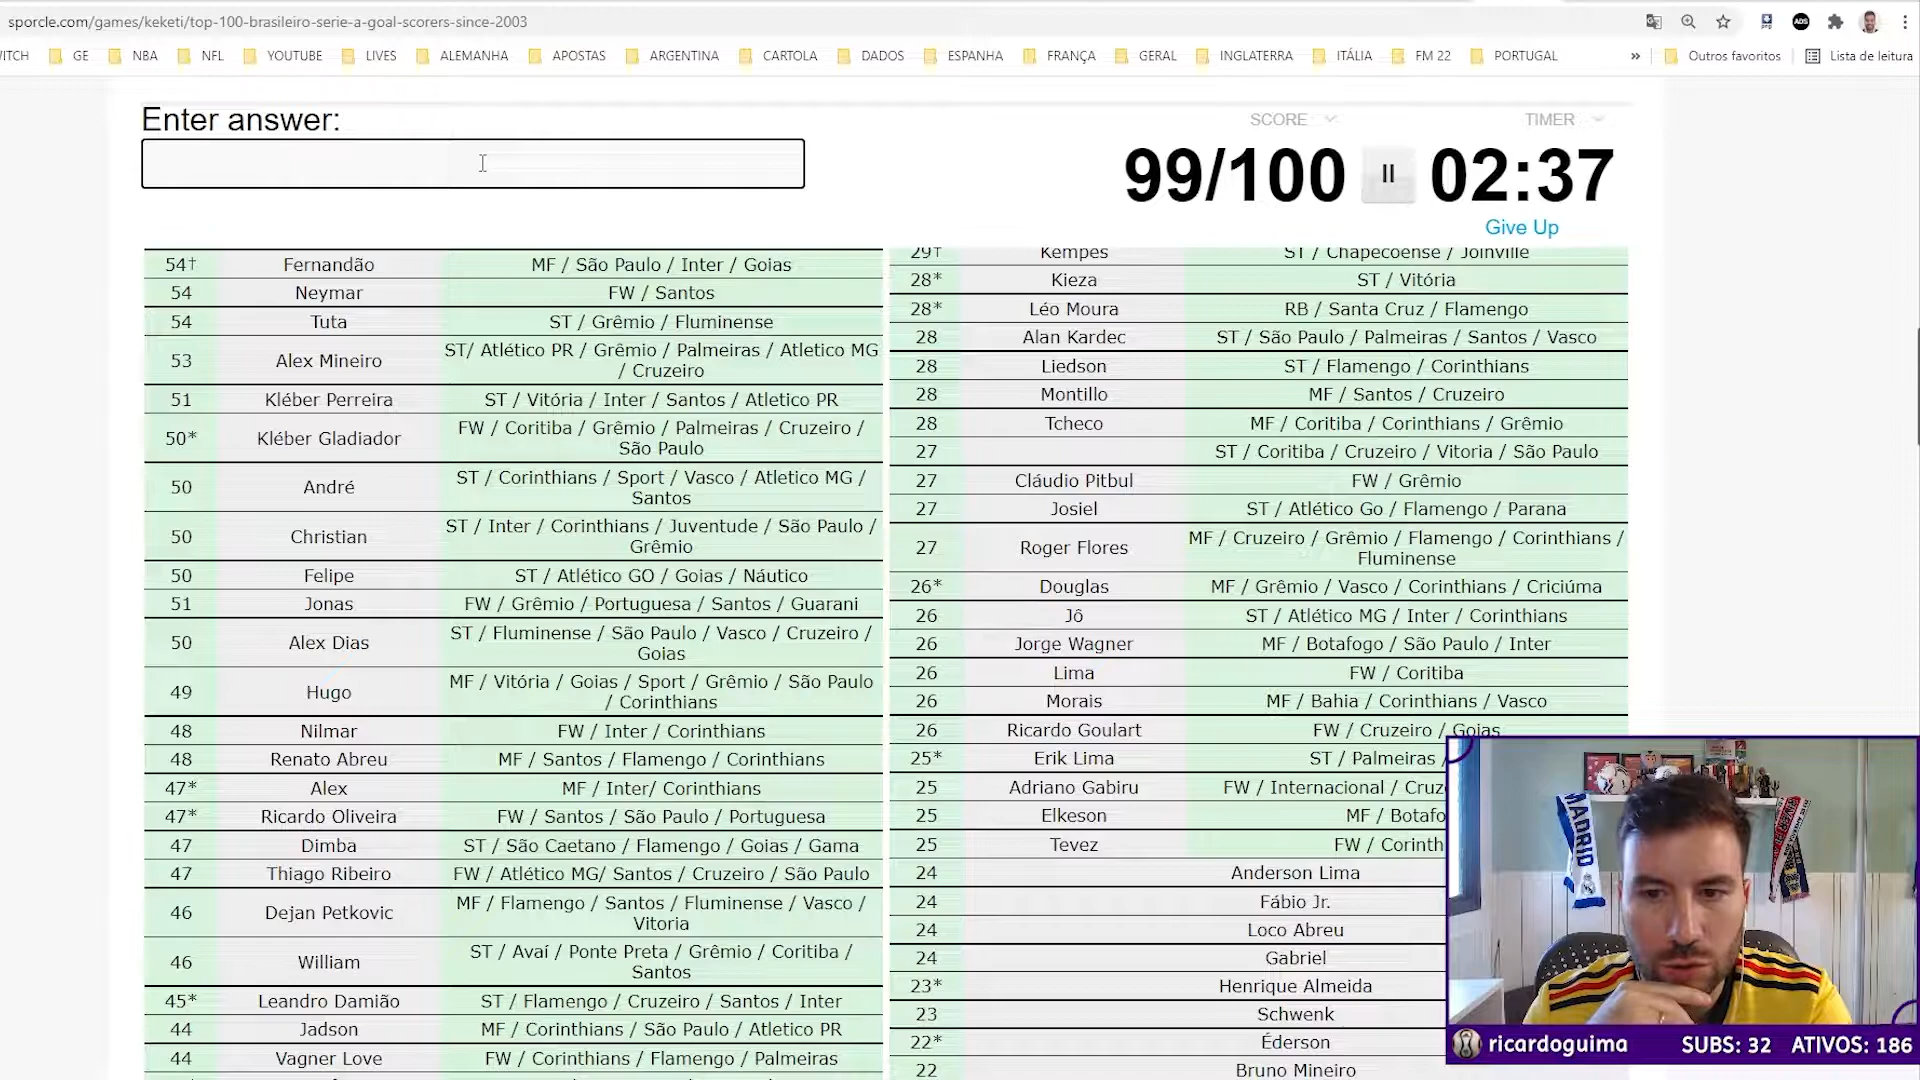 sporcle.com/games/keketi/top-100-brasileiro-serie-a-goal-scorers-since-2003
ITCH GE NBA NFL YOUTUBE LIVES ALEMANHA APOSTAS ARGENTINA CARTOLA DADOS ESPANHA FRANÇA GERAL INGLATERRA ITÁLIA FM 22 PORTUGAL » Outros favoritos Lista de leitura
Enter answer:
SCORE TIMER
99/100 02:37
Give Up
54† Fernandão MF / São Paulo / Inter / Goias
54 Neymar FW / Santos
54 Tuta ST / Grêmio / Fluminense
53 Alex Mineiro ST/ Atlético PR / Grêmio / Palmeiras / Atletico MG
/ Cruzeiro
51 Kléber Perreira ST / Vitória / Inter / Santos / Atletico PR
50* Kléber Gladiador FW / Coritiba / Grêmio / Palmeiras / Cruzeiro /
São Paulo
50 André ST / Corinthians / Sport / Vasco / Atletico MG /
Santos
50 Christian ST / Inter / Corinthians / Juventude / São Paulo /
Grêmio
50 Felipe ST / Atlético GO / Goias / Náutico
51 Jonas FW / Grêmio / Portuguesa / Santos / Guarani
50 Alex Dias ST / Fluminense / São Paulo / Vasco / Cruzeiro /
Goias
49 Hugo MF / Vitória / Goias / Sport / Grêmio / São Paulo
/ Corinthians
48 Nilmar FW / Inter / Corinthians
48 Renato Abreu MF / Santos / Flamengo / Corinthians
47* Alex MF / Inter/ Corinthians
47* Ricardo Oliveira FW / Santos / São Paulo / Portuguesa
47 Dimba ST / São Caetano / Flamengo / Goias / Gama
47 Thiago Ribeiro FW / Atlético MG/ Santos / Cruzeiro / São Paulo
46 Dejan Petkovic MF / Flamengo / Santos / Fluminense / Vasco /
Vitoria
46 William ST / Avaí / Ponte Preta / Grêmio / Coritiba /
Santos
45* Leandro Damião ST / Flamengo / Cruzeiro / Santos / Inter
44 Jadson MF / Corinthians / São Paulo / Atletico PR
44 Vagner Love FW / Corinthians / Flamengo / Palmeiras
29† Kempes ST / Chapecoense / Joinville
28* Kieza ST / Vitória
28* Léo Moura RB / Santa Cruz / Flamengo
28 Alan Kardec ST / São Paulo / Palmeiras / Santos / Vasco
28 Liedson ST / Flamengo / Corinthians
28 Montillo MF / Santos / Cruzeiro
28 Tcheco MF / Coritiba / Corinthians / Grêmio
27 ST / Coritiba / Cruzeiro / Vitoria / São Paulo
27 Cláudio Pitbul FW / Grêmio
27 Josiel ST / Atlético Go / Flamengo / Parana
27 Roger Flores MF / Cruzeiro / Grêmio / Flamengo / Corinthians /
Fluminense
26* Douglas MF / Grêmio / Vasco / Corinthians / Criciúma
26 Jô ST / Atlético MG / Inter / Corinthians
26 Jorge Wagner MF / Botafogo / São Paulo / Inter
26 Lima FW / Coritiba
26 Morais MF / Bahia / Corinthians / Vasco
26 Ricardo Goulart FW / Cruzeiro / Goias
25* Erik Lima ST / Palmeiras /
25 Adriano Gabiru FW / Internacional / Cruz
25 Elkeson MF / Botafo
25 Tevez FW / Corinth
24 Anderson Lima
24 Fábio Jr.
24 Loco Abreu
24 Gabriel
23* Henrique Almeida
23 Schwenk
22* Éderson
22 Bruno Mineiro
MADRID
ricardoguima SUBS: 32 ATIVOS: 186